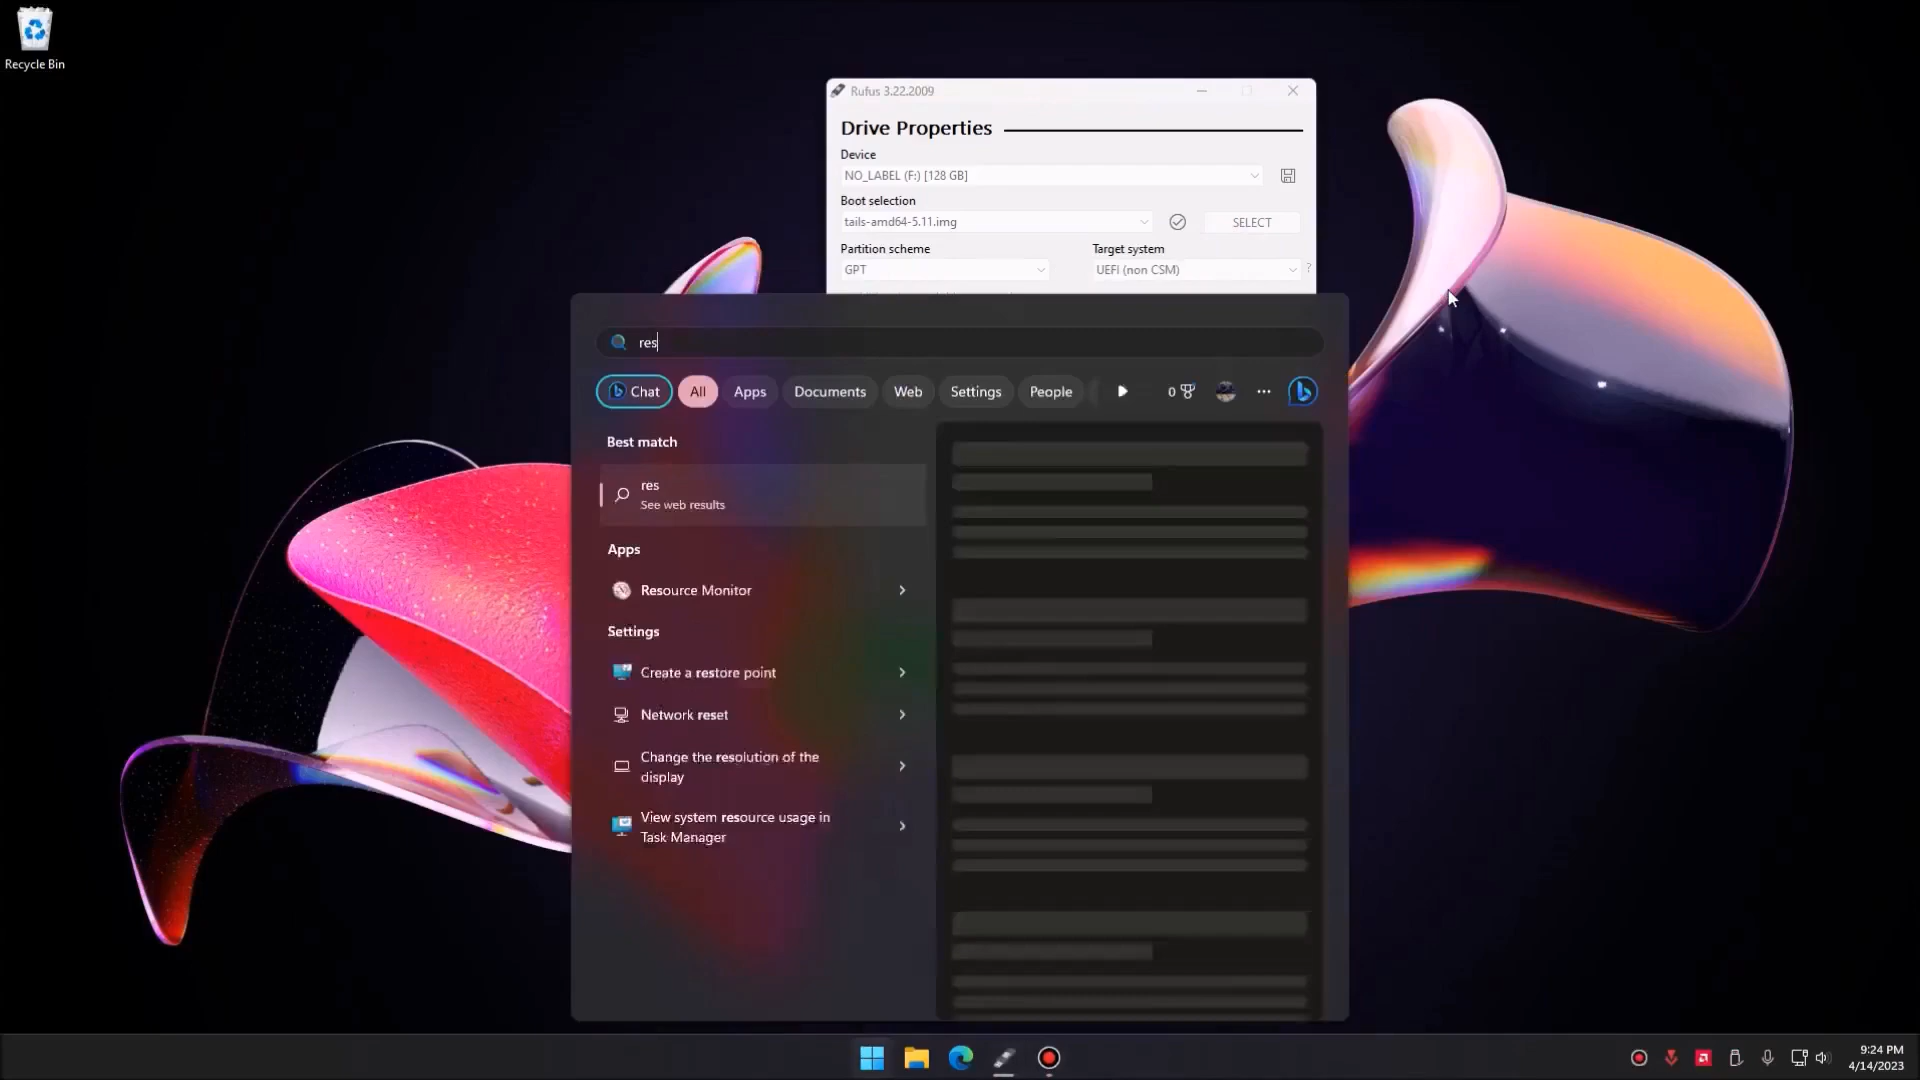 Recycle Bin
Rufus 3.22.2009
Drive Properties
Device
NO_LABEL (F:) [128 GB]
Boot selection
tails-amd64-5.11.img
SELECT
Partition scheme
Target system
GPT
UEFI (non CSM)
?
res
Chat
All
Apps
Documents
Web
Settings
People
0
Best match
res
See web results
Apps
Resource Monitor
Settings
Create a restore point
Network reset
Change the resolution of the
display
View system resource usage in
Task Manager
9:24 PM
4/14/2023